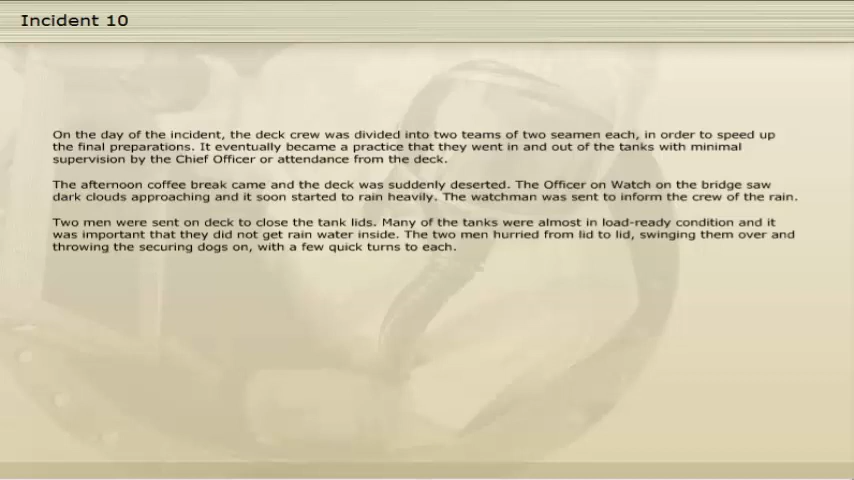 Incident 10
On the day of the incident, the deck crew was divided into two teams of two seamen each, in order to speed up
the final preparations. It eventually became a practice that they went in and out of the tanks with minimal
supervision by the Chief Officer or attendance from the deck.
The afternoon coffee break came and the deck was suddenly deserted. The Officer on Watch on the bridge saw
dark clouds approaching and it soon started to rain heavily. The watchman was sent to inform the crew of the rain.
Two men were sent on deck to close the tank lids. Many of the tanks were almost in load-ready condition and it
was important that they did not get rain water inside. The two men hurried from lid to lid, swinging them over and
throwing the securing dogs on, with a few quick turns to each.